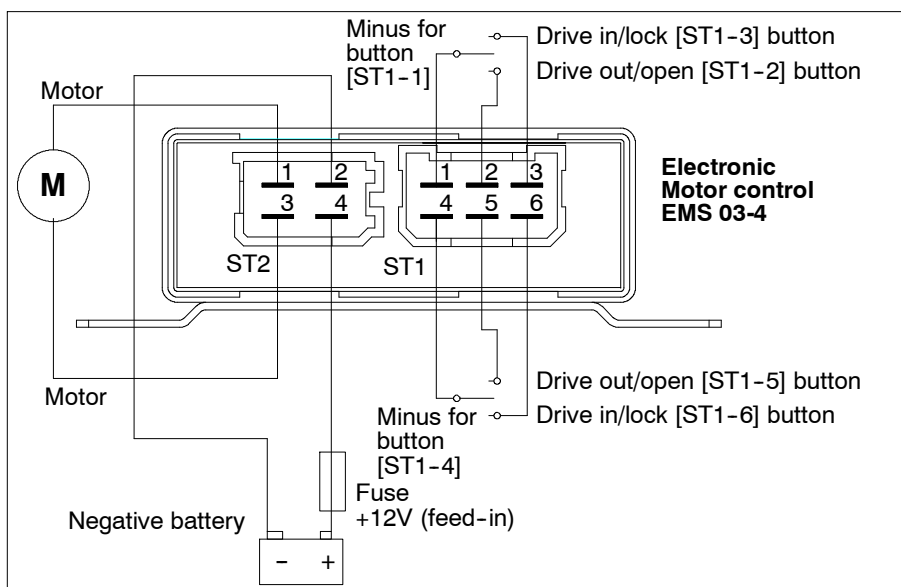 Minus for
button
[ST1-1]
Drive in/lock [ST1-3] button
Drive out/open [ST1-2] button
Motor
M
1 2
3 4
ST2
1 2 3
4 5 6
ST1
Electronic
Motor control
EMS 03-4
Motor
Drive out/open [ST1-5] button
Drive in/lock [ST1-6] button
Minus for
button
[ST1-4]
Fuse
+12V (feed-in)
Negative battery
- +